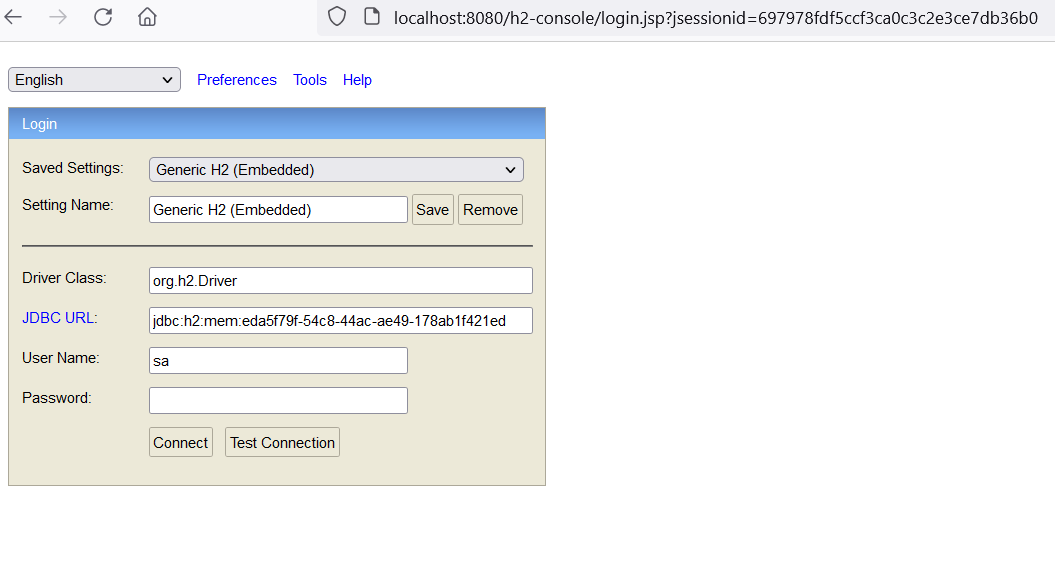 localhost:8080/h2-console/login.jsp?jsessionid=697978fdf5ccf3ca0c3c2e3ce7db36b0
English Preferences Tools Help
Login
Saved Settings: Generic H2 (Embedded)
Setting Name: Generic H2 (Embedded) Save Remove
Driver Class: org.h2.Driver
JDBC URL: jdbc:h2:mem:eda5f79f-54c8-44ac-ae49-178ab1f421ed
User Name: sa
Password:
Connect Test Connection